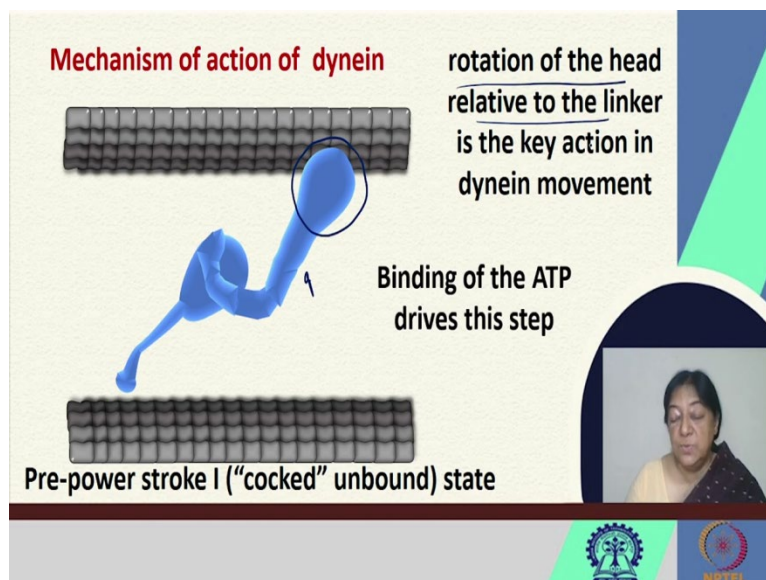 Mechanism of action of dynein
rotation of the head
relative to the linker
is the key action in
dynein movement
Binding of the ATP
drives this step
Pre-power stroke I ("cocked" unbound) state
NPTEL